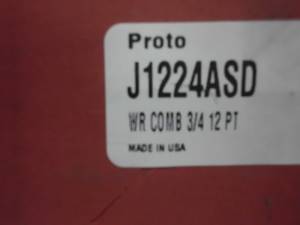 Proto
J1224ASD
WR COMB 3/4 12 PT
MADE IN USA